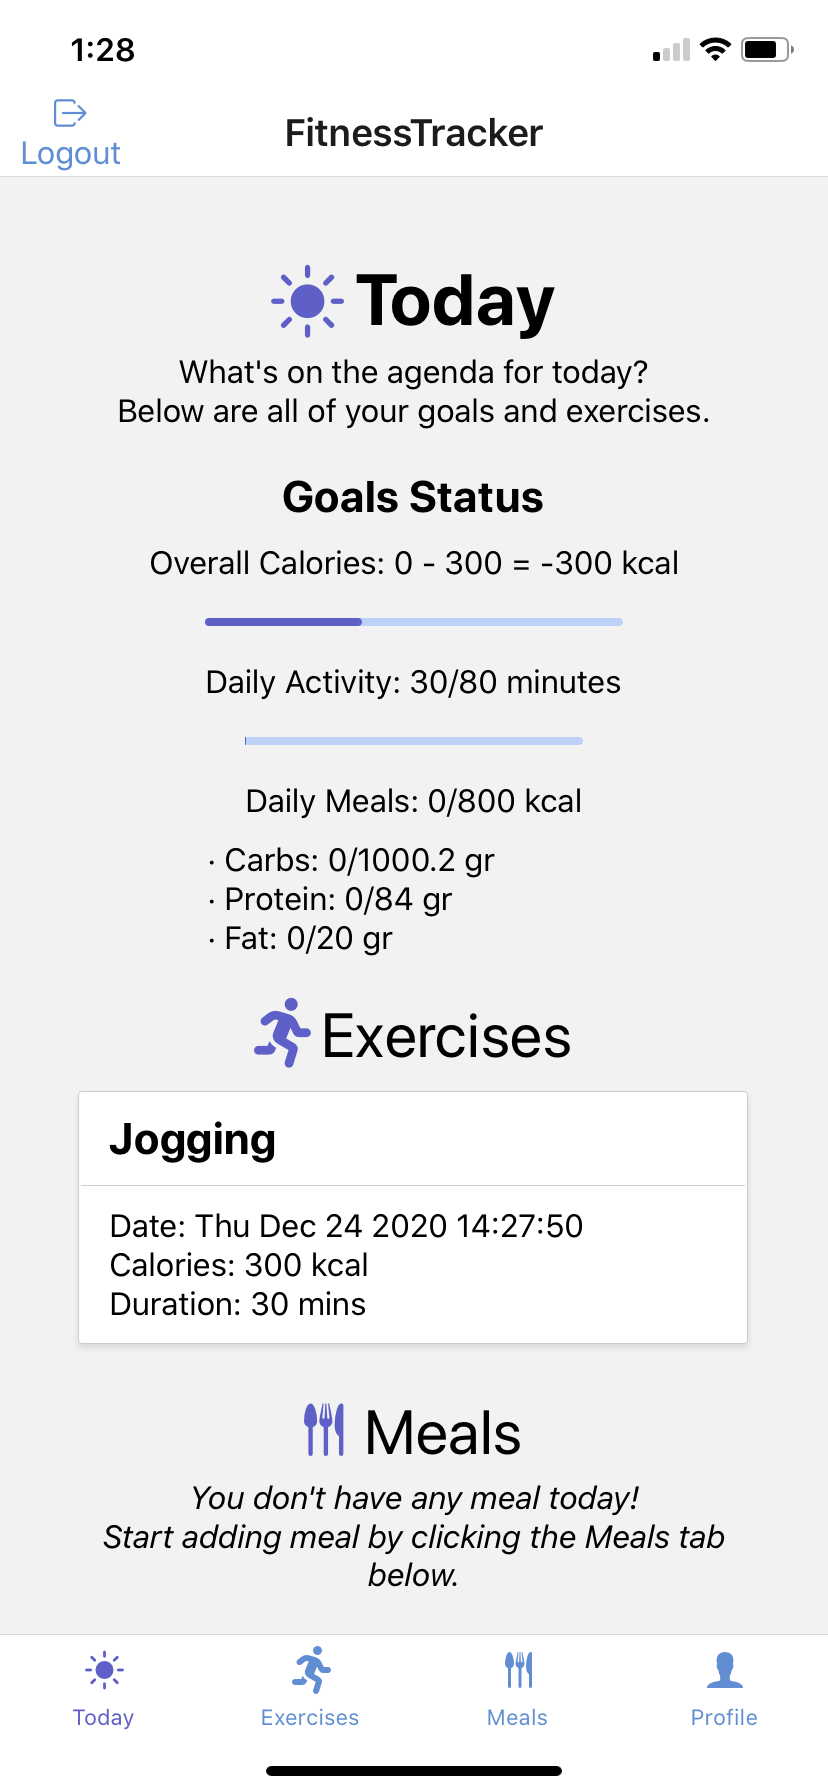 1:28
Logout
FitnessTracker
Today
What's on the agenda for today?
Below are all of your goals and exercises.
Goals Status
Overall Calories: 0 - 300 = -300 kcal
Daily Activity: 30/80 minutes
Daily Meals: 0/800 kcal
· Carbs: 0/1000.2 gr
· Protein: 0/84 gr
· Fat: 0/20 gr
Exercises
Jogging
Date: Thu Dec 24 2020 14:27:50
Calories: 300 kcal
Duration: 30 mins
Meals
You don't have any meal today!
Start adding meal by clicking the Meals tab
below.
Today
Exercises
Meals
Profile